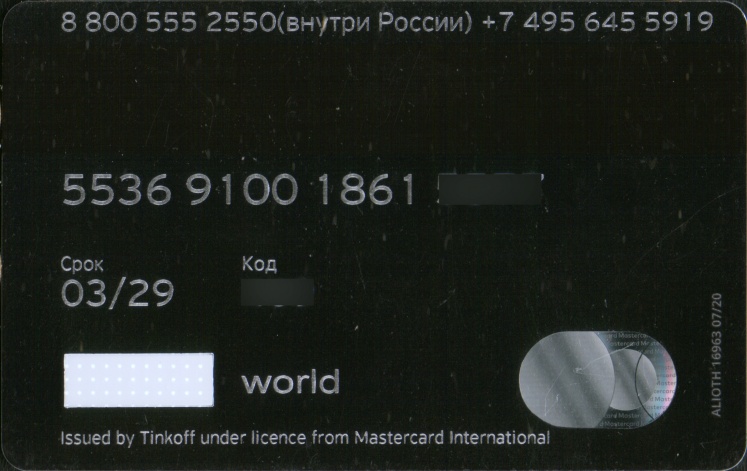 8 800 555 2550(внутри России) +7 495 645 5919
5536 9100 1861
Срок Код
03/29
world
Issued by Tinkoff under licence from Mastercard International
ALIOTH 16963 07/20